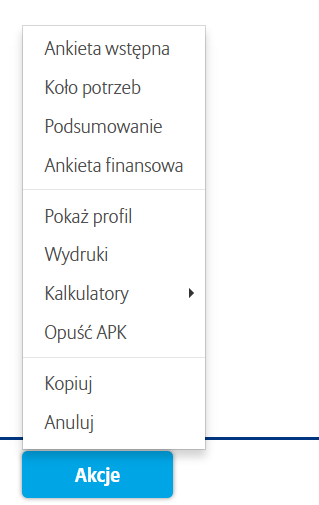 Ankieta wstępna
Koło potrzeb
Podsumowanie
Ankieta finansowa
Pokaż profil
Wydruki
Kalkulatory
Opuść APK
Kopiuj
Anuluj
Akcje